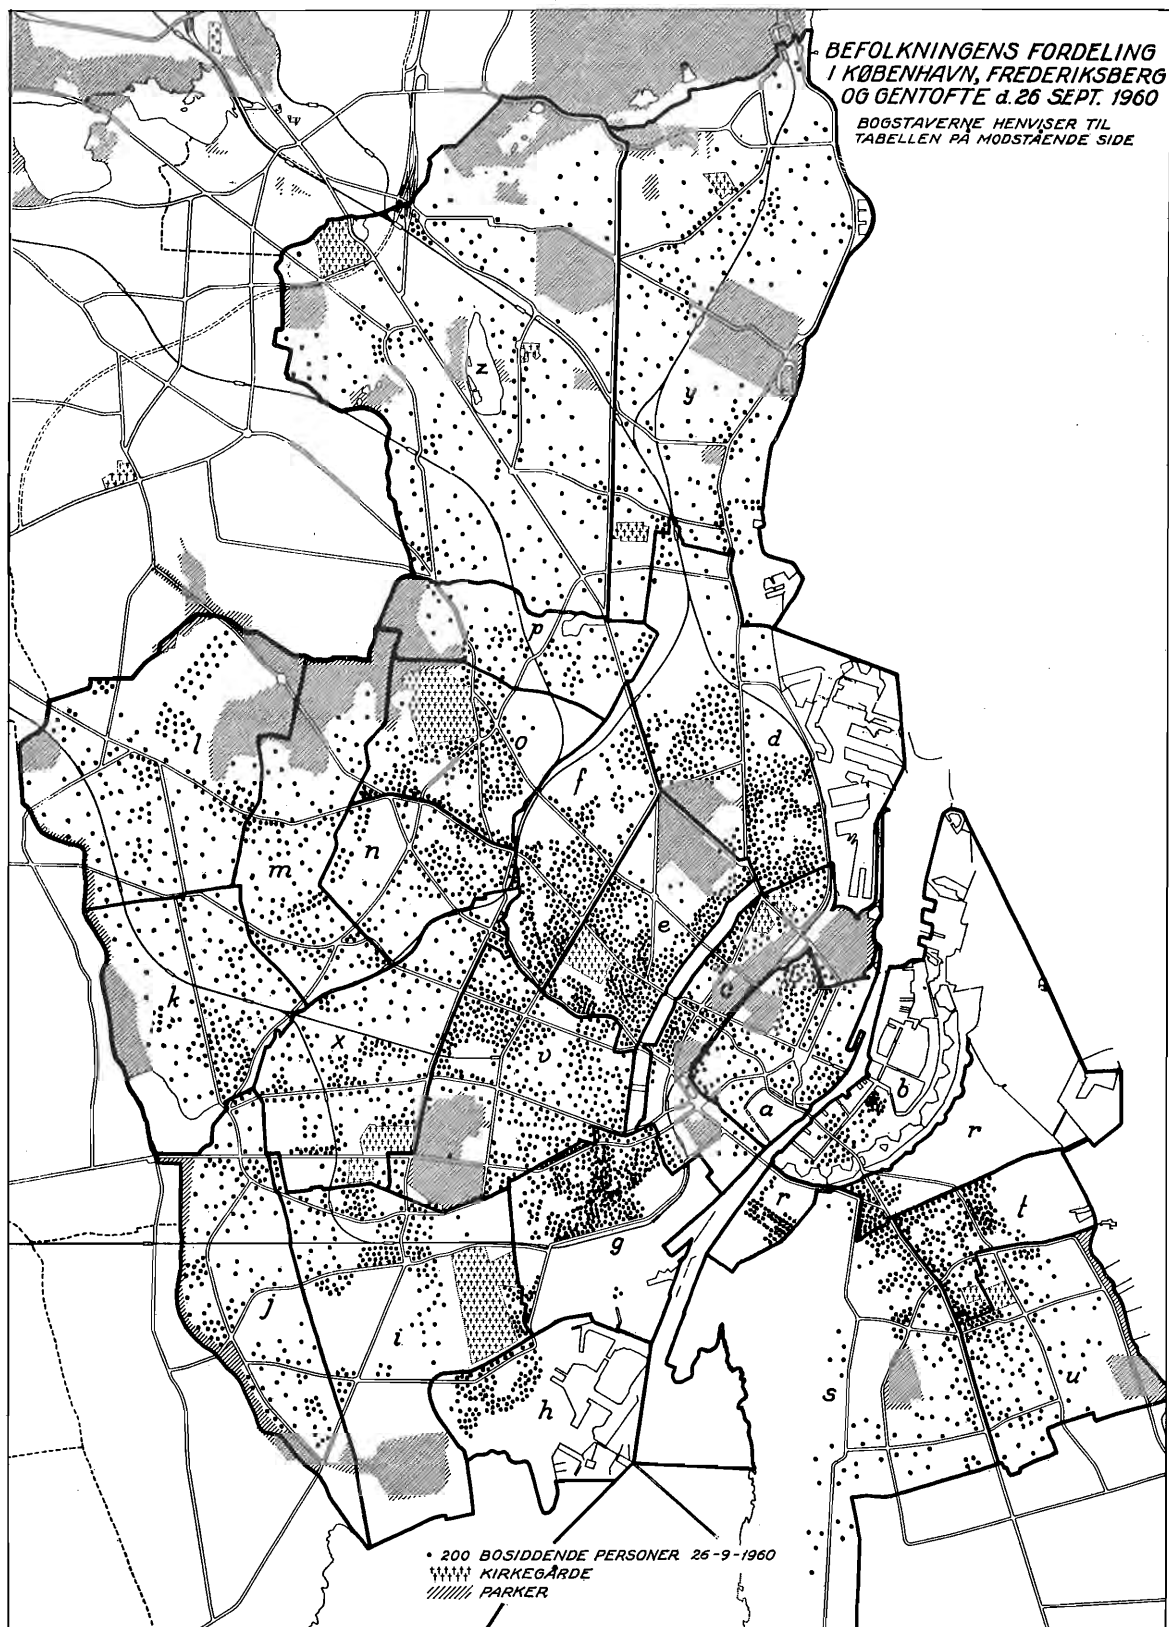 BEFOLKNINGENS FORDELING
I KØBENHAVN, FREDERIKSBERG
OG GENTOFTE d. 26 SEPT. 1960
BOGSTAVERNE HENVISER TIL
TABELLEN PÅ MODSTÅENDE SIDE
z
y
p
l
o
d
f
m
n
e
k
c
x
v
b
a
r
r
t
g
j
i
s
u
h
• 200 BOSIDDENDE PERSONER 26-9-1960
KIRKEGÅRDE
PARKER